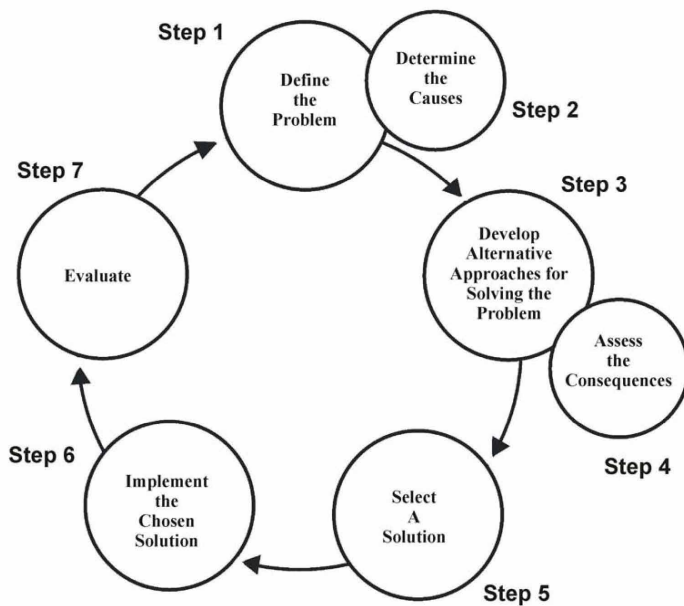 Step 1
Define
the
Problem
Determine
the
Causes
Step 2
Step 3
Develop
Alternative
Approaches for
Solving the
Problem
Assess
the
Consequences
Step 4
Select
A
Solution
Step 5
Step 6
Implement
the
Chosen
Solution
Step 7
Evaluate